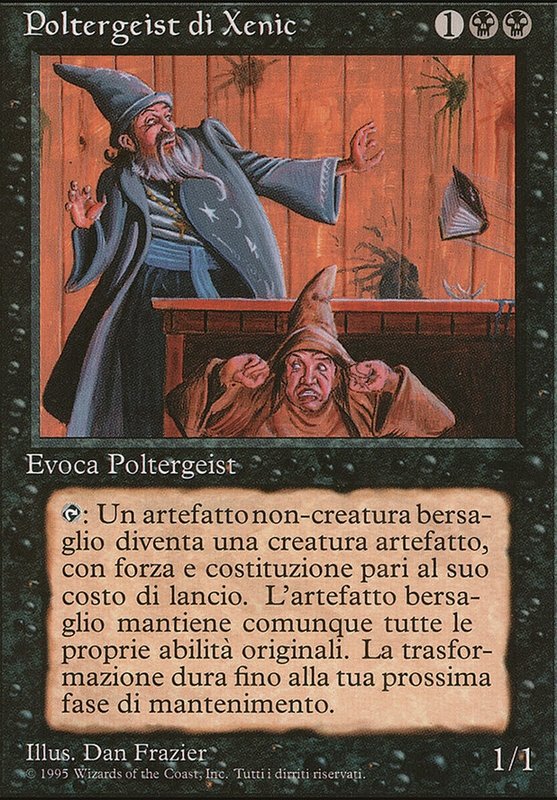 Poltergeist di Xenic 1
Evoca Poltergeist
: Un artefatto non-creatura bersa-
glio diventa una creatura artefatto,
con forza e costituzione pari al suo
costo di lancio. L'artefatto bersa-
glio mantiene comunque tutte le
proprie abilità originali. La trasfor-
mazione dura fino alla tua prossima
fase di mantenimento.
Illus. Dan Frazier
1/1
© 1995 Wizards of the Coast, Inc. Tutti i dirriti riservati.